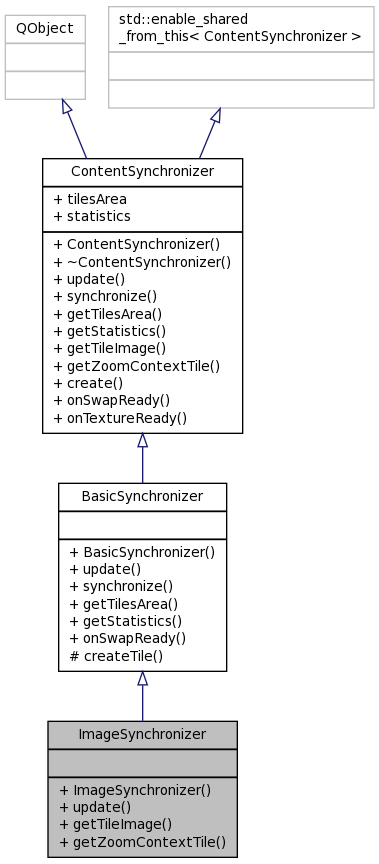 QObject
std::enable_shared
_from_this< ContentSynchronizer >
ContentSynchronizer
+ tilesArea
+ statistics
+ ContentSynchronizer()
+ ~ContentSynchronizer()
+ update()
+ synchronize()
+ getTilesArea()
+ getStatistics()
+ getTileImage()
+ getZoomContextTile()
+ create()
+ onSwapReady()
+ onTextureReady()
BasicSynchronizer
+ BasicSynchronizer()
+ update()
+ synchronize()
+ getTilesArea()
+ getStatistics()
+ onSwapReady()
# createTile()
ImageSynchronizer
+ ImageSynchronizer()
+ update()
+ getTileImage()
+ getZoomContextTile()